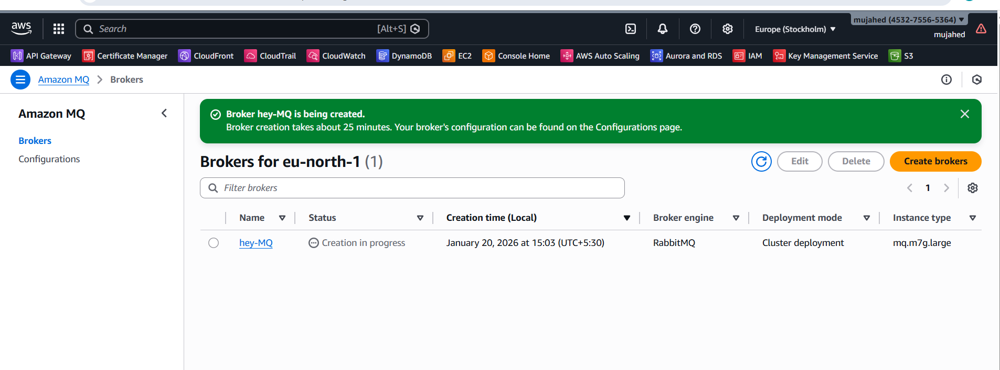 aws
Search [Alt+S]
Europe (Stockholm)
mujahed (4532-7556-5364)
mujahed
API Gateway Certificate Manager CloudFront CloudTrail CloudWatch DynamoDB EC2 Console Home AWS Auto Scaling Aurora and RDS IAM Key Management Service S3
Amazon MQ Brokers
Amazon MQ
Brokers
Configurations
Broker hey-MQ is being created.
Broker creation takes about 25 minutes. Your broker's configuration can be found on the Configurations page.
Brokers for eu-north-1 (1)
Edit Delete Create brokers
Filter brokers
1
Name Status Creation time (Local) Broker engine Deployment mode Instance type
hey-MQ Creation in progress January 20, 2026 at 15:03 (UTC+5:30) RabbitMQ Cluster deployment mq.m7g.large